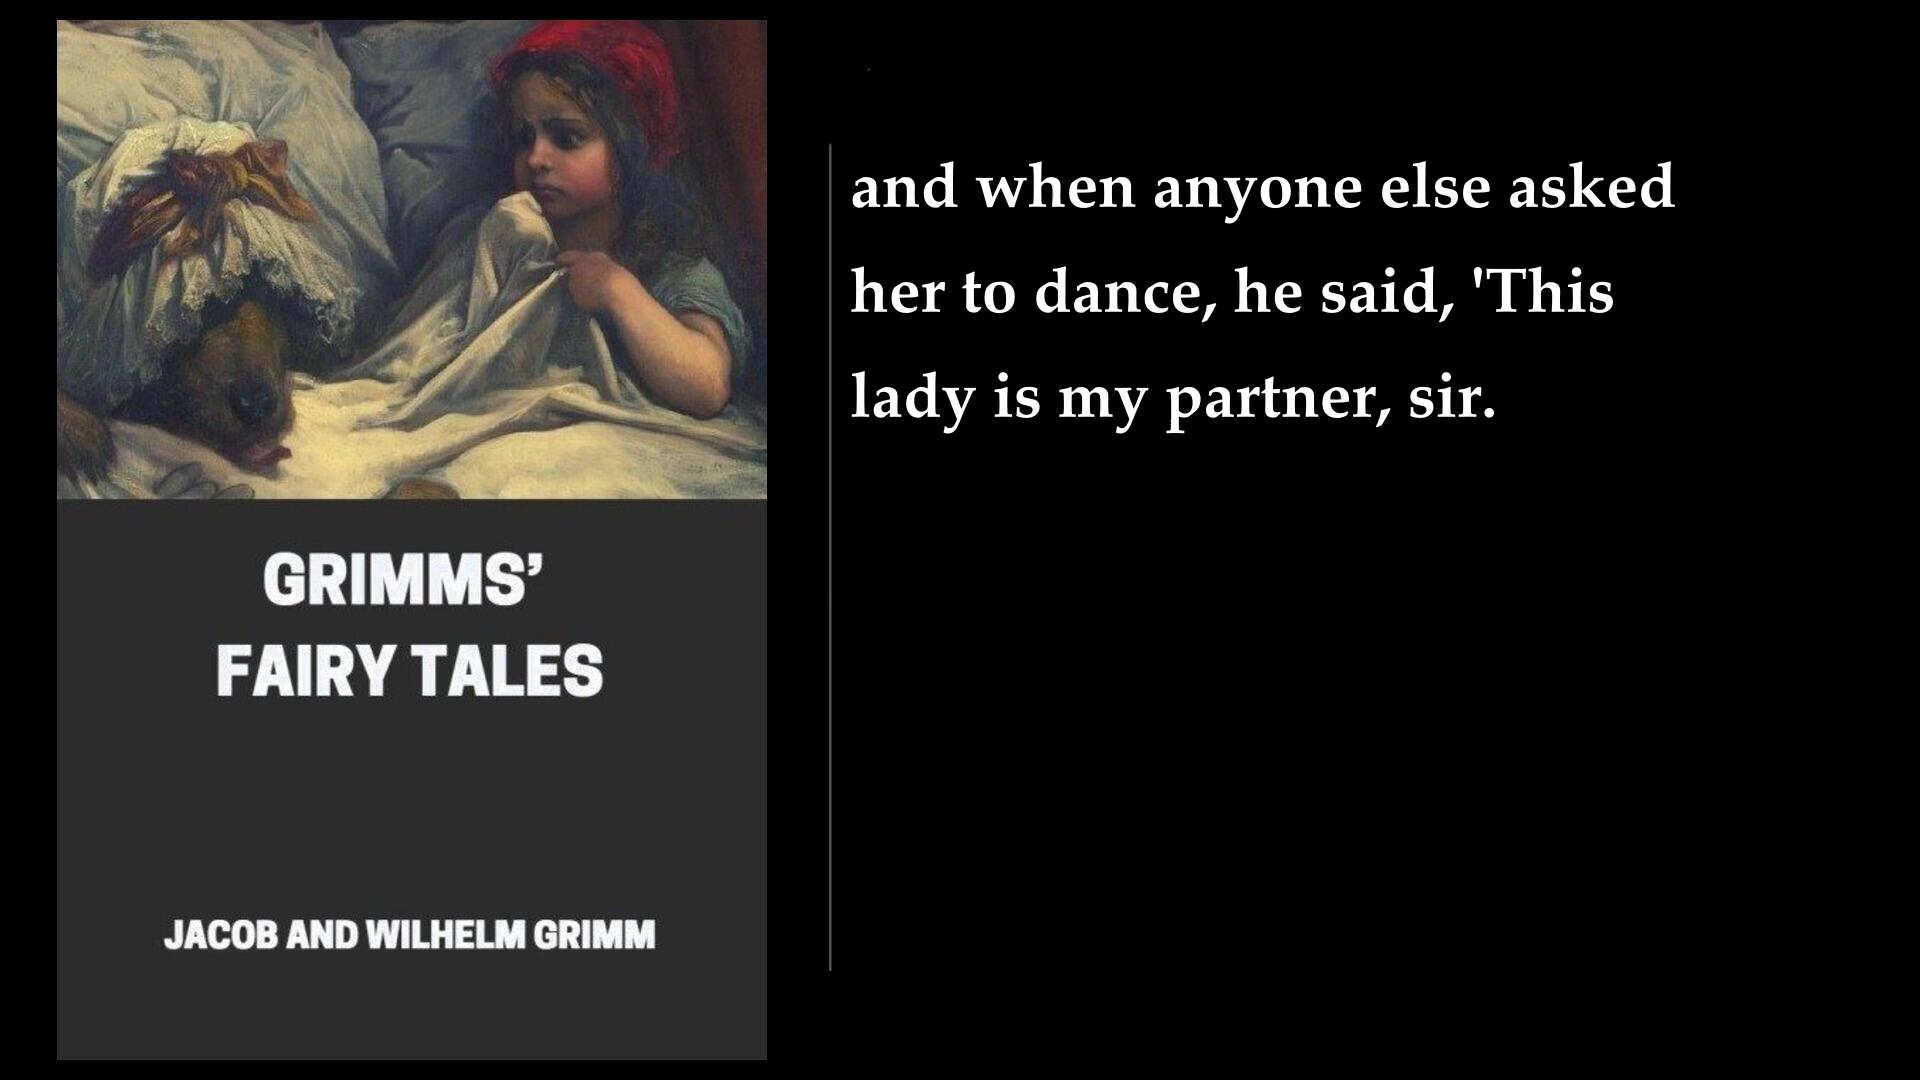 GRIMMS’
FAIRY TALES
JACOB AND WILHELM GRIMM
and when anyone else asked
her to dance, he said, 'This
lady is my partner, sir.